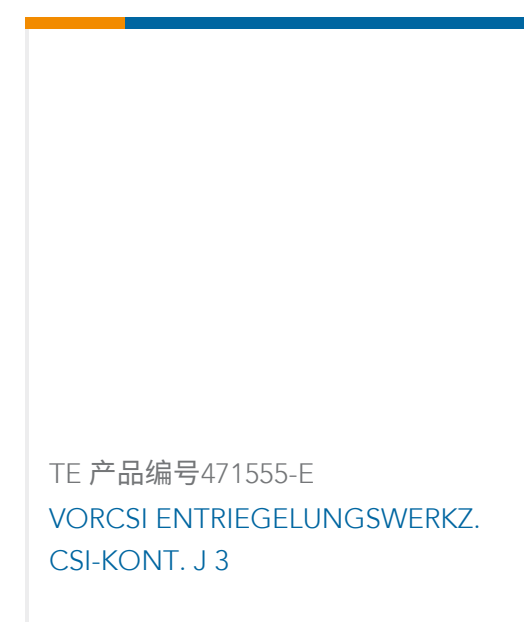 TE 产品编号471555-E
VORCSI ENTRIEGELUNGSWERKZ.
CSI-KONT. J 3